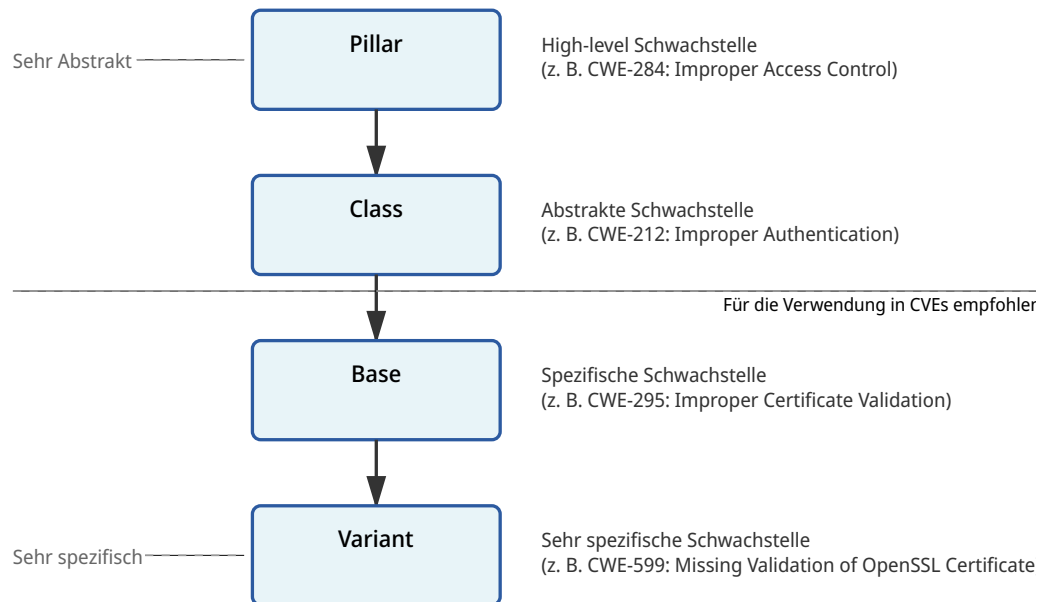 Pillar
High-level Schwachstelle
(z. B. CWE-284: Improper Access Control)
Sehr Abstrakt
Class
Abstrakte Schwachstelle
(z. B. CWE-212: Improper Authentication)
Für die Verwendung in CVEs empfohlen
Base
Spezifische Schwachstelle
(z. B. CWE-295: Improper Certificate Validation)
Variant
Sehr spezifische Schwachstelle
(z. B. CWE-599: Missing Validation of OpenSSL Certificate
Sehr spezifisch